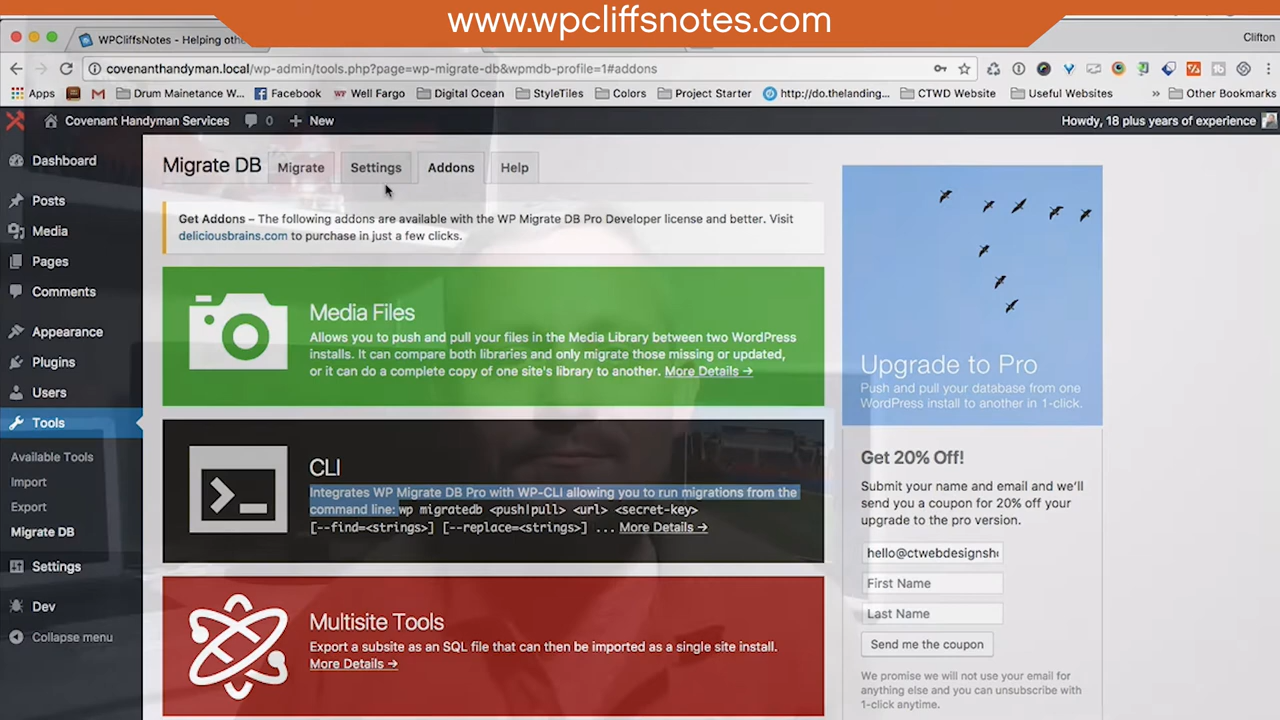 www.wpcliffsnotes.com
WPCliffsNotes - Helping othe
Clifton
covenanthandyman.local/wp-admin/tools.php?page=wp-migrate-db&wpmdb-profile=1#addons
Apps
Drum Mainetance W...
Facebook
Well Fargo
Digital Ocean
StyleTiles
Colors
Project Starter
http://do.thelanding...
CTWD Website
Useful Websites
» Other Bookmarks
Covenant Handyman Services
0
+ New
Howdy, 18 plus years of experience
Dashboard
Posts
Media
Pages
Comments
Appearance
Plugins
Users
Tools
Available Tools
Import
Export
Migrate DB
Settings
Dev
Collapse menu
Migrate DB
Migrate
Settings
Addons
Help
Get Addons – The following addons are available with the WP Migrate DB Pro Developer license and better. Visit
deliciousbrains.com to purchase in just a few clicks.
Media Files
Allows you to push and pull your files in the Media Library between two WordPress
installs. It can compare both libraries and only migrate those missing or updated,
or it can do a complete copy of one site's library to another. More Details →
CLI
Integrates WP Migrate DB Pro with WP-CLI allowing you to run migrations from the
command line: wp migratedb <push|pull> <url> <secret-key>
[--find=<strings>] [--replace=<strings>] ... More Details →
Multisite Tools
Export a subsite as an SQL file that can then be imported as a single site install.
More Details →
Upgrade to Pro
Push and pull your database from one
WordPress install to another in 1-click.
Get 20% Off!
Submit your name and email and we'll
send you a coupon for 20% off your
upgrade to the pro version.
hello@ctwebdesignsh
First Name
Last Name
Send me the coupon
We promise we will not use your email for
anything else and you can unsubscribe with
1-click anytime.